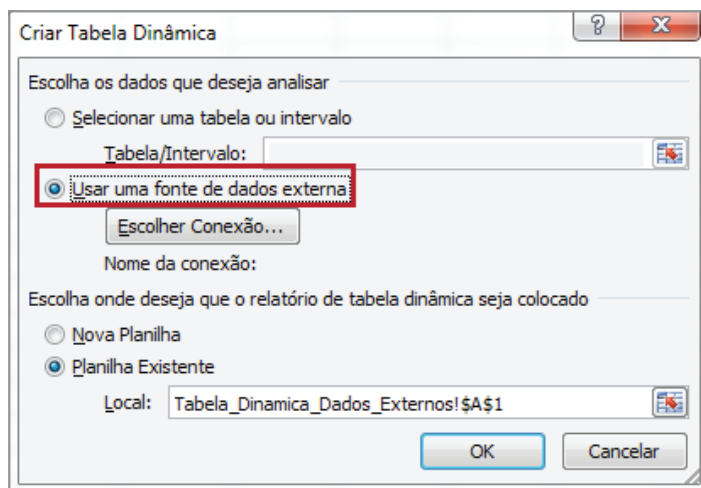 Criar Tabela Dinâmica
Escolha os dados que deseja analisar
Selecionar uma tabela ou intervalo
Tabela/Intervalo:
Usar uma fonte de dados externa
Escolher Conexão...
Nome da conexão:
Escolha onde deseja que o relatório de tabela dinâmica seja colocado
Nova Planilha
Planilha Existente
Local: Tabela_Dinamica_Dados_Externos!$A$1
OK Cancelar